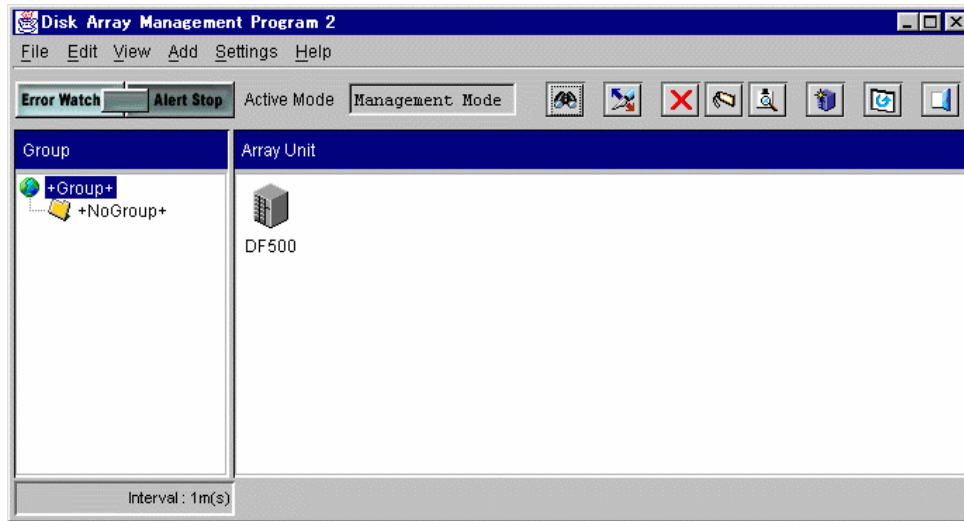 Disk Array Management Program 2
File Edit View Add Settings Help
Error Watch Alert Stop Active Mode Management Mode
Group Array Unit
+Group+
+NoGroup+
DF500
Interval : 1m(s)